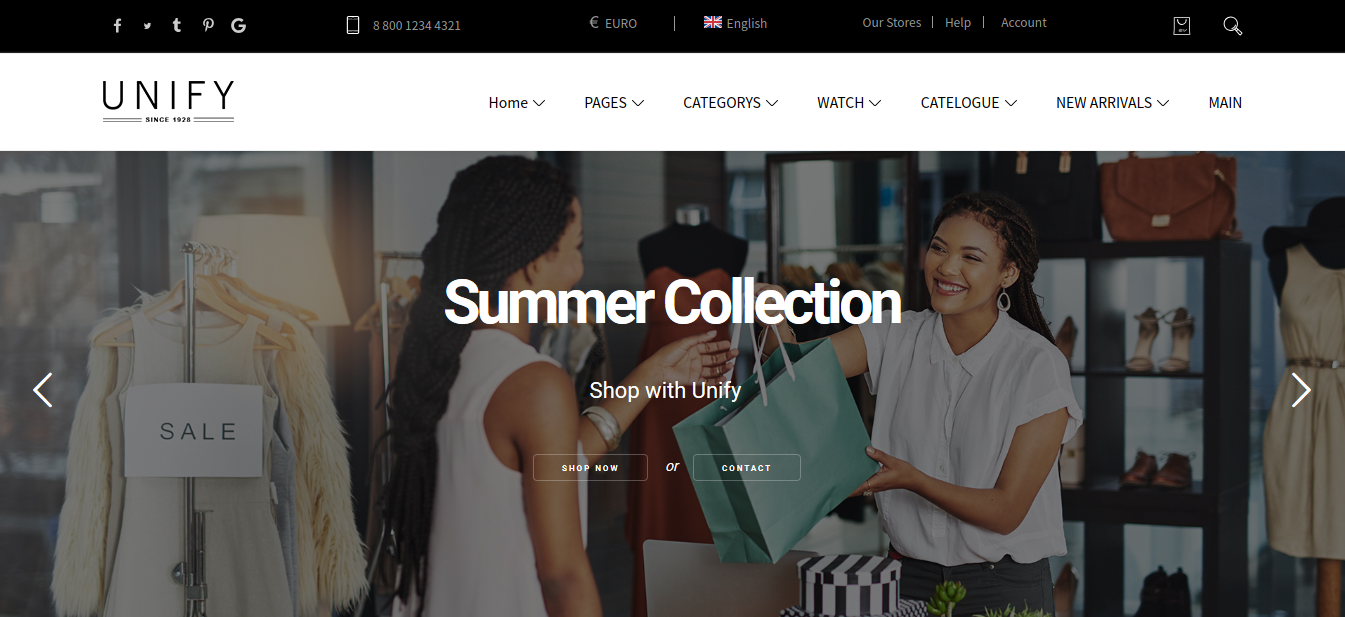 8 800 1234 4321
€ EURO | English
Our Stores | Help | Account
UNIFY
SINCE 1928
Home PAGES CATEGORYS WATCH CATELOGUE NEW ARRIVALS MAIN
Summer Collection
Shop with Unify
SALE
SHOP NOW or CONTACT